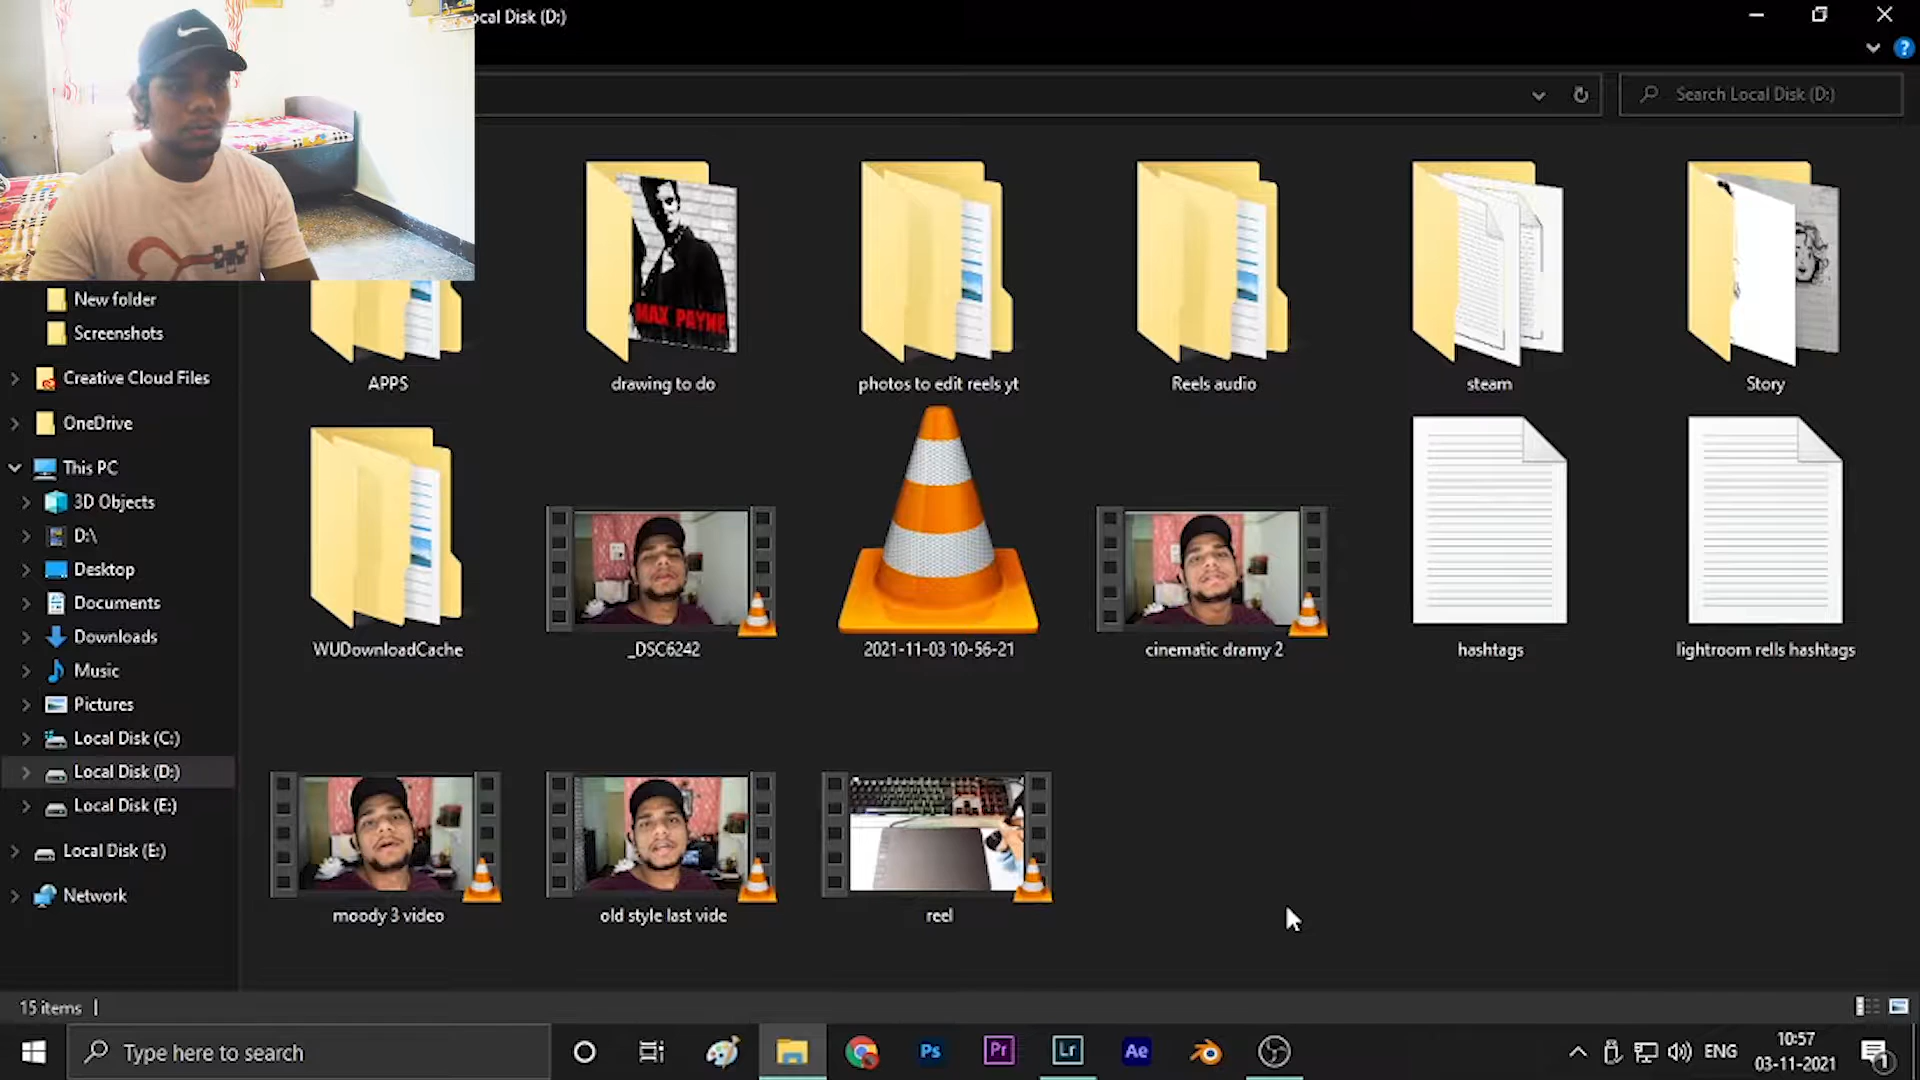 ocal Disk (D:)
Search Local Disk (D:)
New folder
Screenshots
Creative Cloud Files
OneDrive
This PC
3D Objects
D:\
Desktop
Documents
Downloads
Music
Pictures
Local Disk (C:)
Local Disk (D:)
Local Disk (E:)
Local Disk (E:)
Network
MAX PAYNE
APPS
drawing to do
photos to edit reels yt
Reels audio
steam
Story
WUDownloadCache
_DSC6242
2021-11-03 10-56-21
cinematic dramy 2
hashtags
lightroom rells hashtags
moody 3 video
old style last vide
reel
15 items
Type here to search
Ps
Pr
Lr
Ae
ENG
10:57
03-11-2021
1